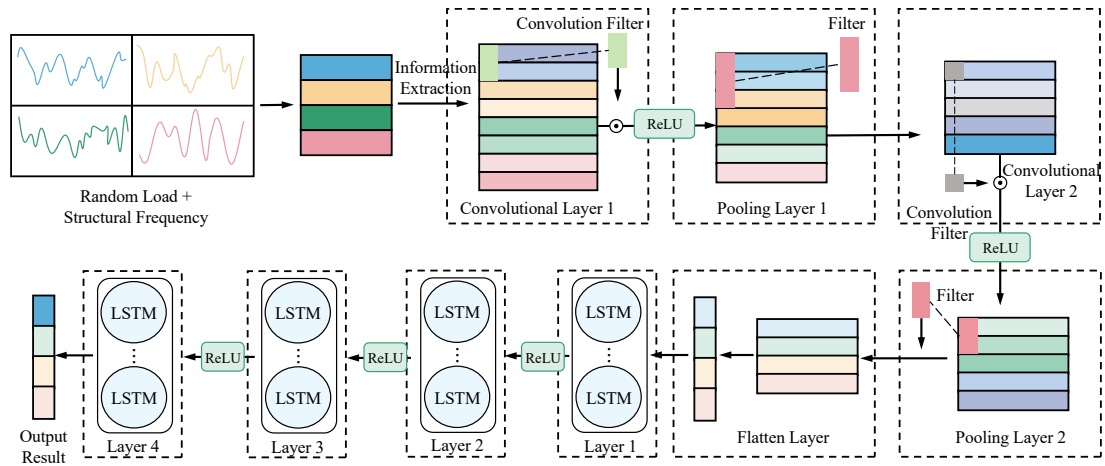 Random Load +
Structural Frequency
Information
Extraction
Convolution Filter
Convolutional Layer 1
ReLU
Filter
Pooling Layer 1
Convolutional
Layer 2
Convolution
Filter
ReLU
Filter
Pooling Layer 2
Flatten Layer
LSTM
⋯
LSTM
Layer 1
ReLU
LSTM
⋯
LSTM
Layer 2
ReLU
LSTM
⋯
LSTM
Layer 3
ReLU
LSTM
⋯
LSTM
Layer 4
Output
Result